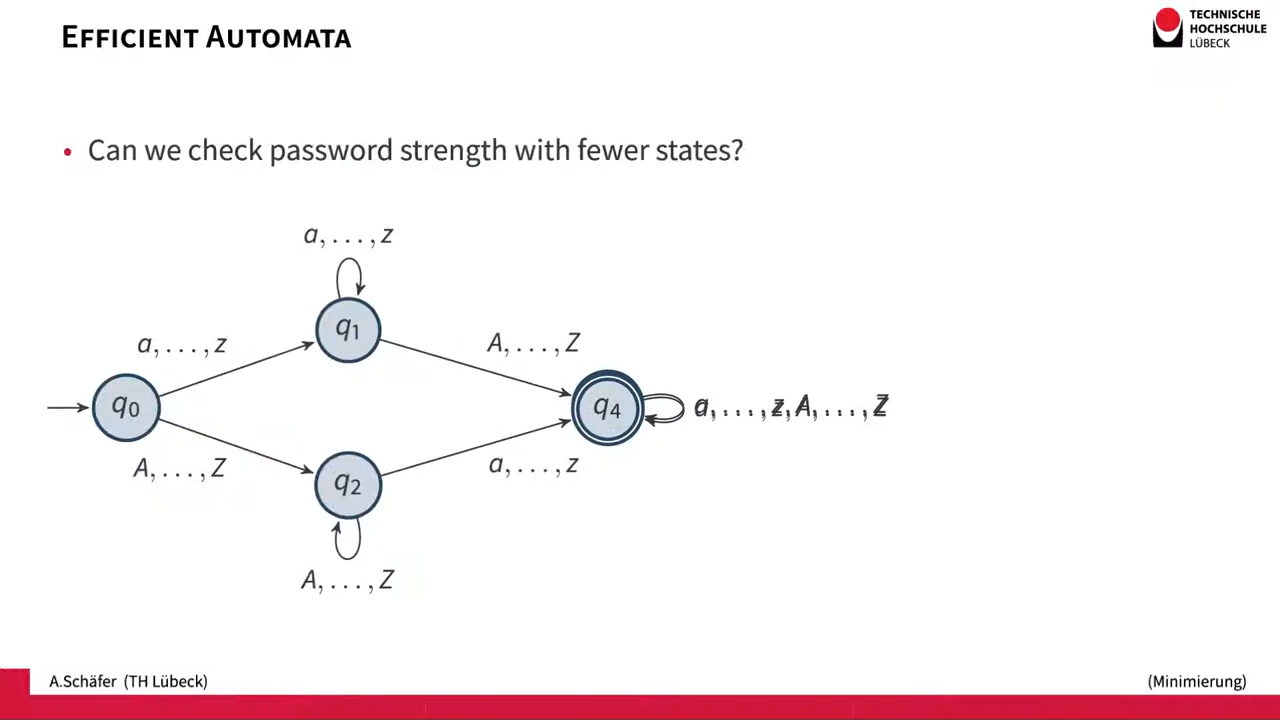 EFFICIENT AUTOMATA
TECHNISCHE
HOCHSCHULE
LÜBECK
• Can we check password strength with fewer states?
a, . . . , z
q1
a, . . . , z
A, . . . , Z
q0
q4
a, . . . , z, A, . . . , Z
A, . . . , Z
a, . . . , z
q2
A, . . . , Z
A.Schäfer (TH Lübeck)
(Minimierung)